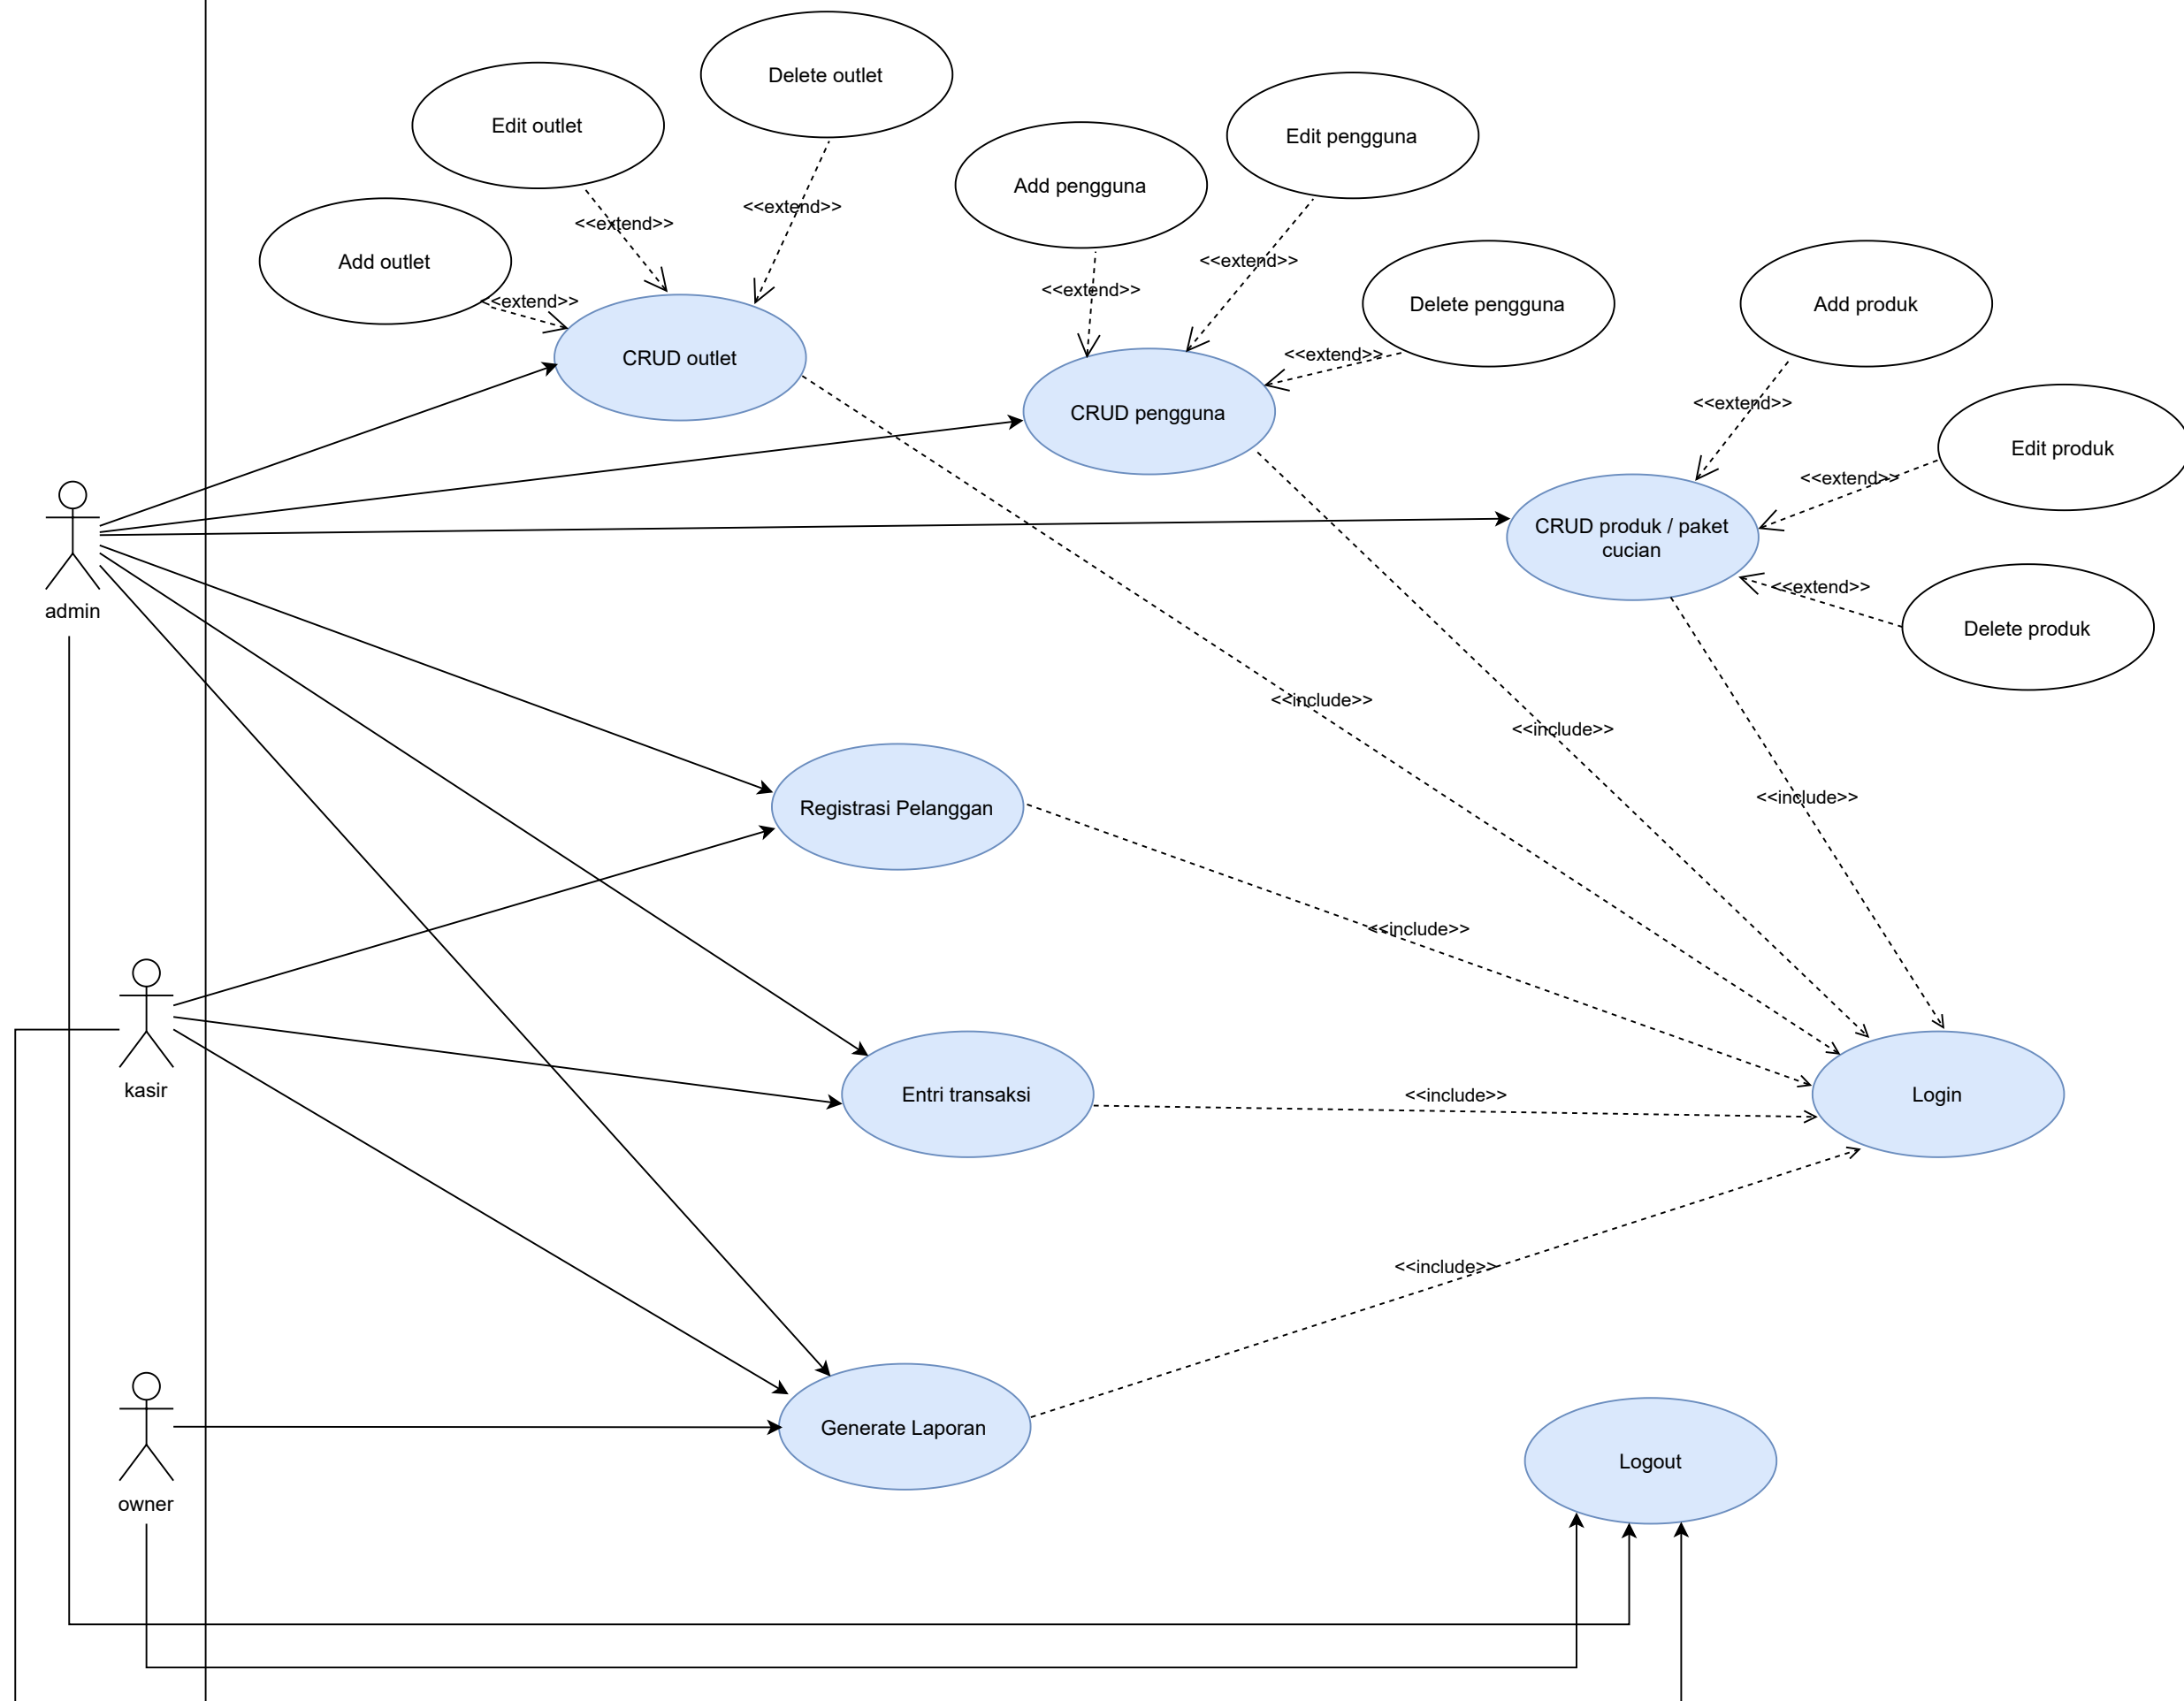 Delete outlet
Edit outlet
Edit pengguna
Add pengguna
<<extend>>
<<extend>>
Add outlet
<<extend>>
<<extend>>
<<extend>>
Delete pengguna
Add produk
<<extend>>
CRUD outlet
<<extend>>
CRUD pengguna
<<extend>>
Edit produk
<<extend>>
CRUD produk / paket
cucian
<<extend>>
Delete produk
admin
<<include>>
<<include>>
<<include>>
Registrasi Pelanggan
<<include>>
kasir
Entri transaksi
<<include>>
Login
<<include>>
Generate Laporan
Logout
owner